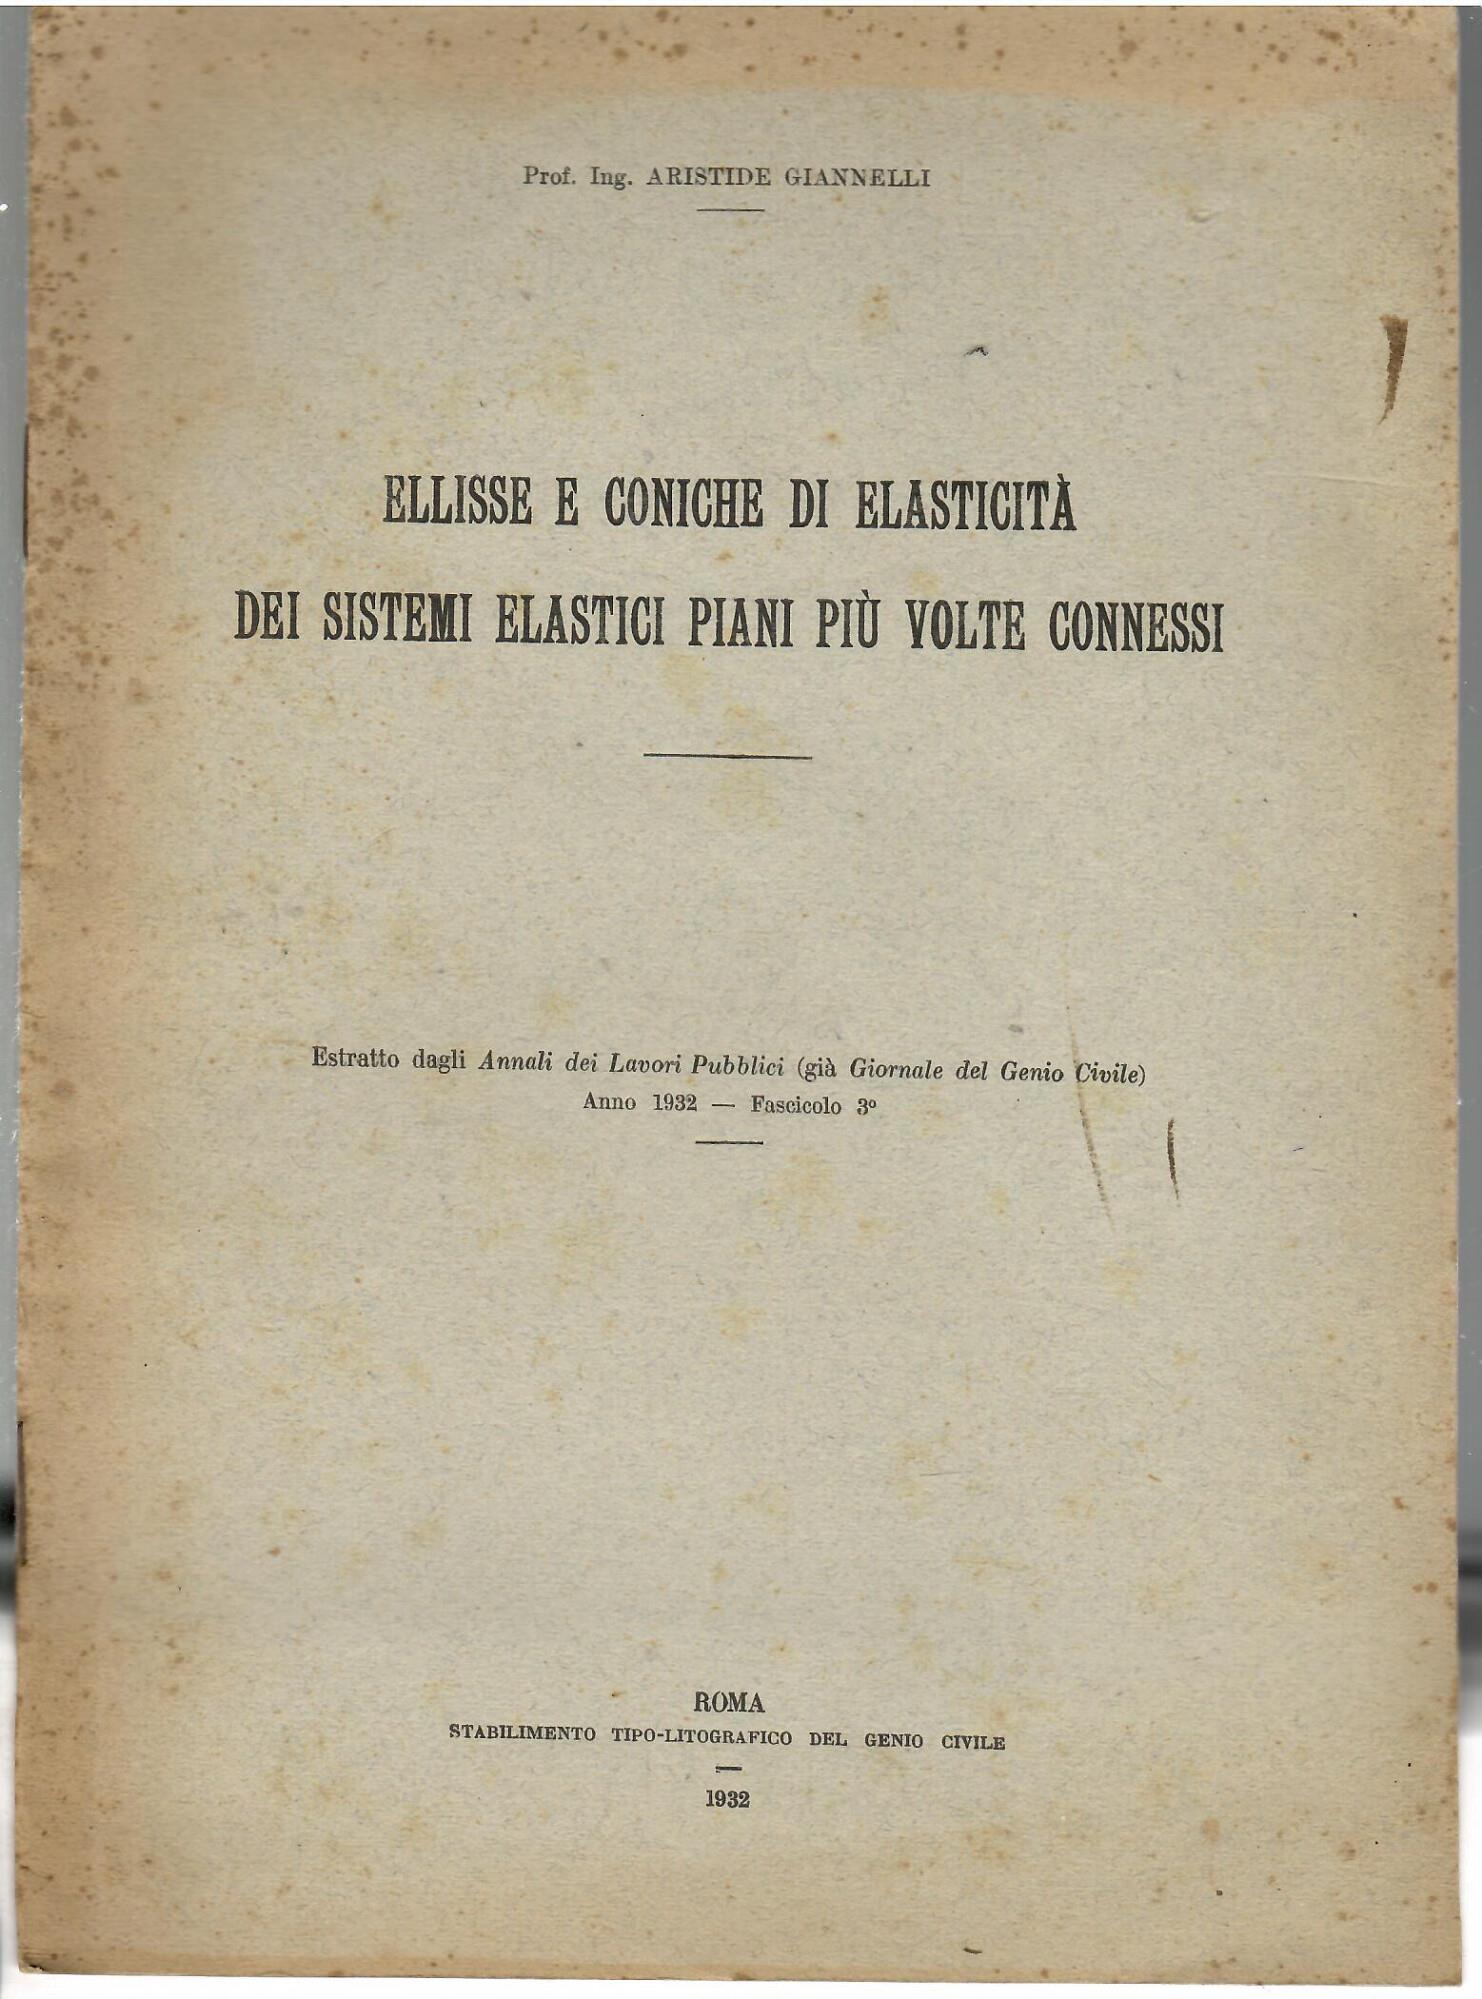 Prof. Ing. ARISTIDE GIANNELLI
ELLISSE E CONICHE DI ELASTICITÀ
DEI SISTEMI ELASTICI PIANI PIÙ VOLTE CONNESSI
Estratto dagli Annali dei Lavori Pubblici (già Giornale del Genio Civile)
Anno 1932 — Fascicolo 3º
ROMA
STABILIMENTO TIPO-LITOGRAFICO DEL GENIO CIVILE
1932